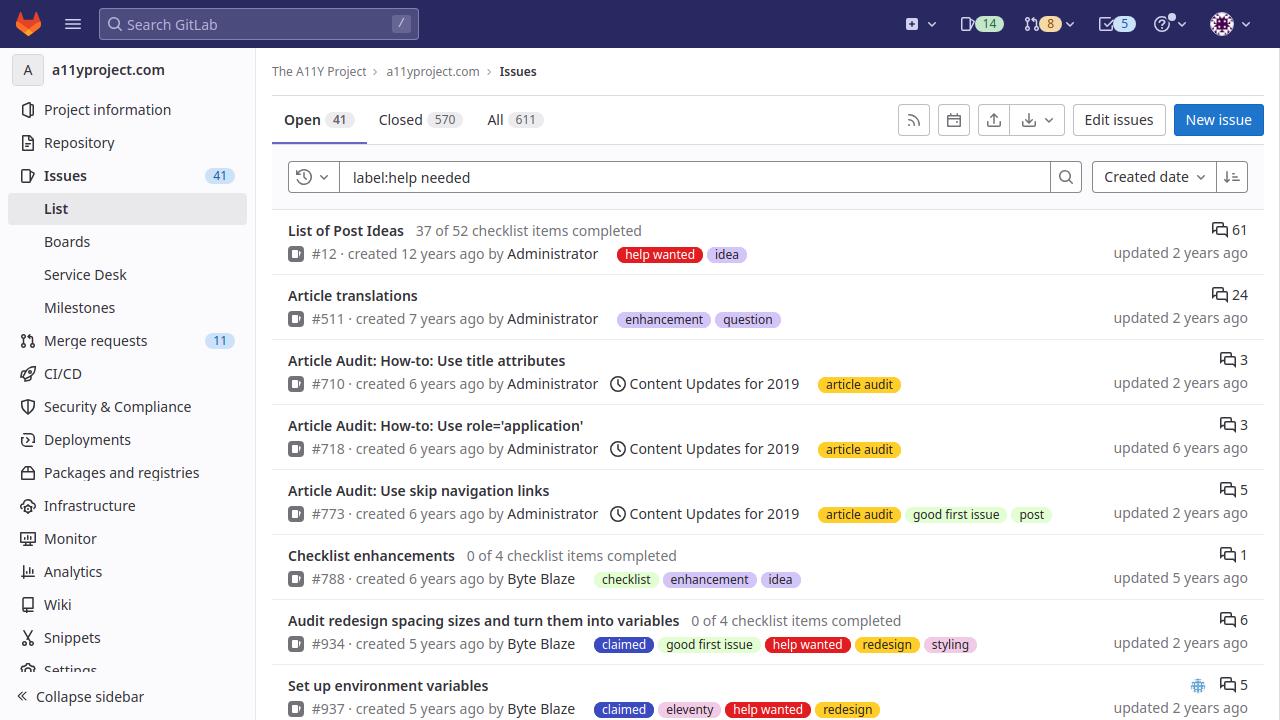 Search GitLab
/
14
8
5
A
a11yproject.com
Project information
Repository
Issues
41
List
Boards
Service Desk
Milestones
Merge requests
11
CI/CD
Security & Compliance
Deployments
Packages and registries
Infrastructure
Monitor
Analytics
Wiki
Snippets
Settings
Collapse sidebar
The A11Y Project
a11yproject.com
Issues
Open 41
Closed 570
All 611
Edit issues
New issue
label:help needed
Created date
List of Post Ideas 37 of 52 checklist items completed
61
#12 · created 12 years ago by Administrator help wanted idea
updated 2 years ago
Article translations
24
#511 · created 7 years ago by Administrator enhancement question
updated 2 years ago
Article Audit: How-to: Use title attributes
3
#710 · created 6 years ago by Administrator Content Updates for 2019 article audit
updated 2 years ago
Article Audit: How-to: Use role='application'
3
#718 · created 6 years ago by Administrator Content Updates for 2019 article audit
updated 6 years ago
Article Audit: Use skip navigation links
5
#773 · created 6 years ago by Administrator Content Updates for 2019 article audit good first issue post
updated 2 years ago
Checklist enhancements 0 of 4 checklist items completed
1
#788 · created 6 years ago by Byte Blaze checklist enhancement idea
updated 5 years ago
Audit redesign spacing sizes and turn them into variables 0 of 4 checklist items completed
6
#934 · created 5 years ago by Byte Blaze claimed good first issue help wanted redesign styling
updated 2 years ago
Set up environment variables
5
#937 · created 5 years ago by Byte Blaze claimed eleventy help wanted redesign
updated 2 years ago